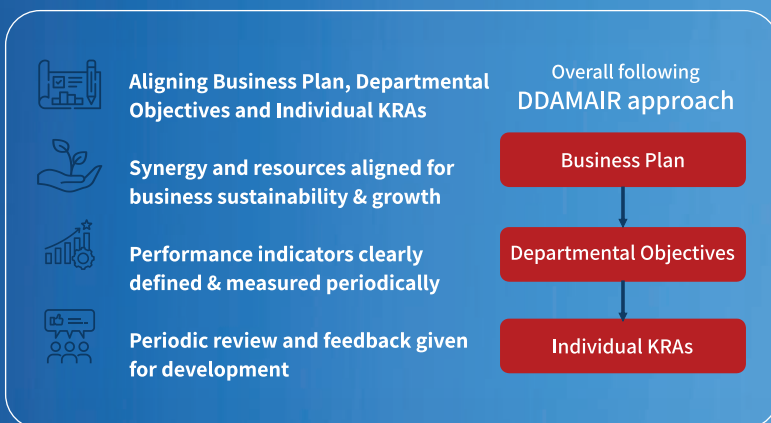 Aligning Business Plan, Departmental
Objectives and Individual KRAs
Synergy and resources aligned for
business sustainability & growth
Performance indicators clearly
defined & measured periodically
Periodic review and feedback given
for development
Overall following
DDAMAIR approach
Business Plan
Departmental Objectives
Individual KRAs